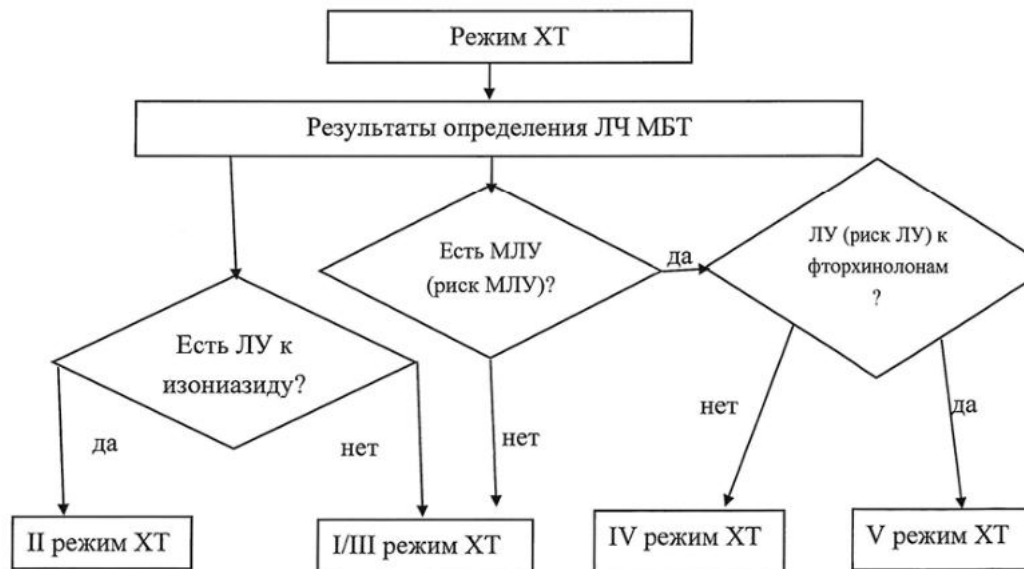 Режим ХТ
Результаты определения ЛЧ МБТ
Есть МЛУ
(риск МЛУ)?
да
ЛУ (риск ЛУ) к
фторхинолонам
?
Есть ЛУ к
изониазиду?
да
нет
нет
нет
да
II режим ХТ
I/III режим ХТ
IV режим ХТ
V режим ХТ